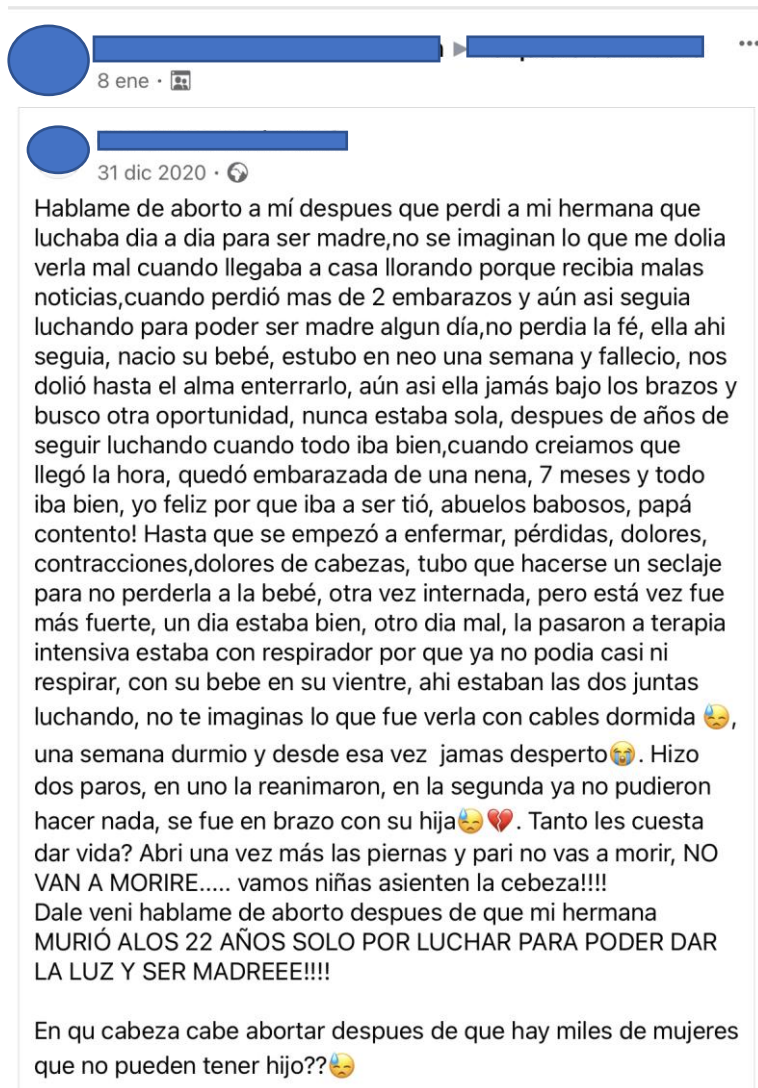 8 ene ·
31 dic 2020 ·
Hablame de aborto a mí despues que perdi a mi hermana que
luchaba dia a dia para ser madre,no se imaginan lo que me dolia
verla mal cuando llegaba a casa llorando porque recibia malas
noticias,cuando perdió mas de 2 embarazos y aún asi seguia
luchando para poder ser madre algun día,no perdia la fé, ella ahi
seguia, nacio su bebé, estubo en neo una semana y fallecio, nos
dolió hasta el alma enterrarlo, aún asi ella jamás bajo los brazos y
busco otra oportunidad, nunca estaba sola, despues de años de
seguir luchando cuando todo iba bien,cuando creiamos que
llegó la hora, quedó embarazada de una nena, 7 meses y todo
iba bien, yo feliz por que iba a ser tió, abuelos babosos, papá
contento! Hasta que se empezó a enfermar, pérdidas, dolores,
contracciones,dolores de cabezas, tubo que hacerse un seclaje
para no perderla a la bebé, otra vez internada, pero está vez fue
más fuerte, un dia estaba bien, otro dia mal, la pasaron a terapia
intensiva estaba con respirador por que ya no podia casi ni
respirar, con su bebe en su vientre, ahi estaban las dos juntas
luchando, no te imaginas lo que fue verla con cables dormida 😓,
una semana durmio y desde esa vez jamas desperto😭. Hizo
dos paros, en uno la reanimaron, en la segunda ya no pudieron
hacer nada, se fue en brazo con su hija😓💔. Tanto les cuesta
dar vida? Abri una vez más las piernas y pari no vas a morir, NO
VAN A MORIRE..... vamos niñas asienten la cebeza!!!!
Dale veni hablame de aborto despues de que mi hermana
MURIÓ ALOS 22 AÑOS SOLO POR LUCHAR PARA PODER DAR
LA LUZ Y SER MADREEE!!!!
En qu cabeza cabe abortar despues de que hay miles de mujeres
que no pueden tener hijo??😓